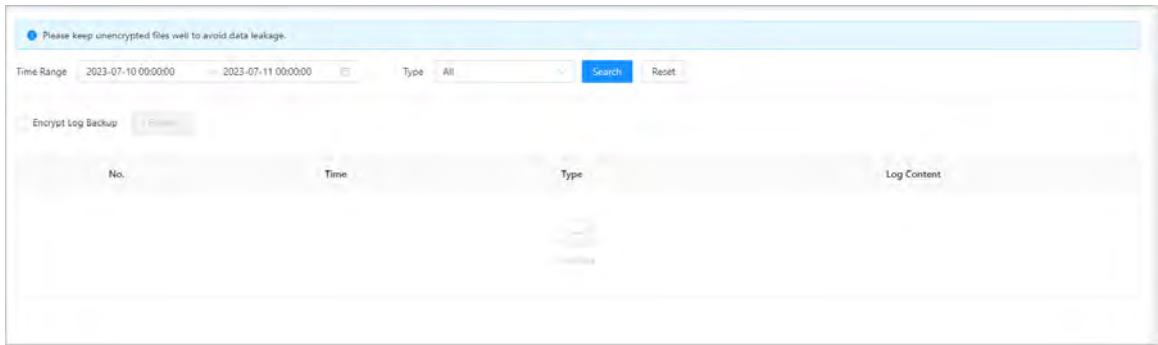 Please keep unencrypted files well to avoid data leakage.
Time Range 2023-07-10 00:00:00 2023-07-11 00:00:00 Type All Search Reset
Encrypt Log Backup
No. Time Type Log Content